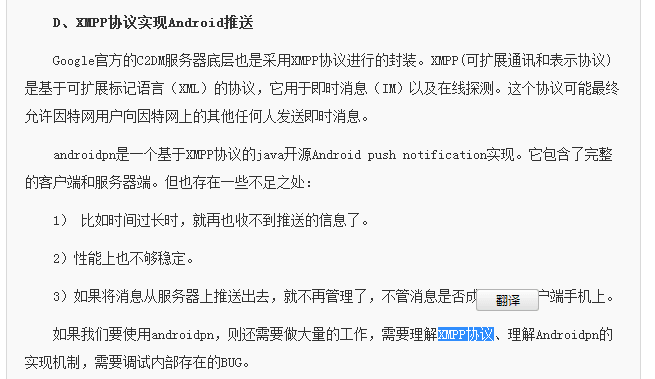 D、XMPP协议实现Android推送
Google官方的C2DM服务器底层也是采用XMPP协议进行的封装。XMPP(可扩展通讯和表示协议)
是基于可扩展标记语言（XML）的协议，它用于即时消息（IM）以及在线探测。这个协议可能最终
允许因特网用户向因特网上的其他任何人发送即时消息。
androidpn是一个基于XMPP协议的java开源Android push notification实现。它包含了完整
的客户端和服务器端。但也存在一些不足之处：
1） 比如时间过长时，就再也收不到推送的信息了。
2）性能上也不够稳定。
3）如果将消息从服务器上推送出去，就不再管理了，不管消息是否成 翻译 户端手机上。
如果我们要使用androidpn，则还需要做大量的工作，需要理解XMPP协议、理解Androidpn的
实现机制，需要调试内部存在的BUG。